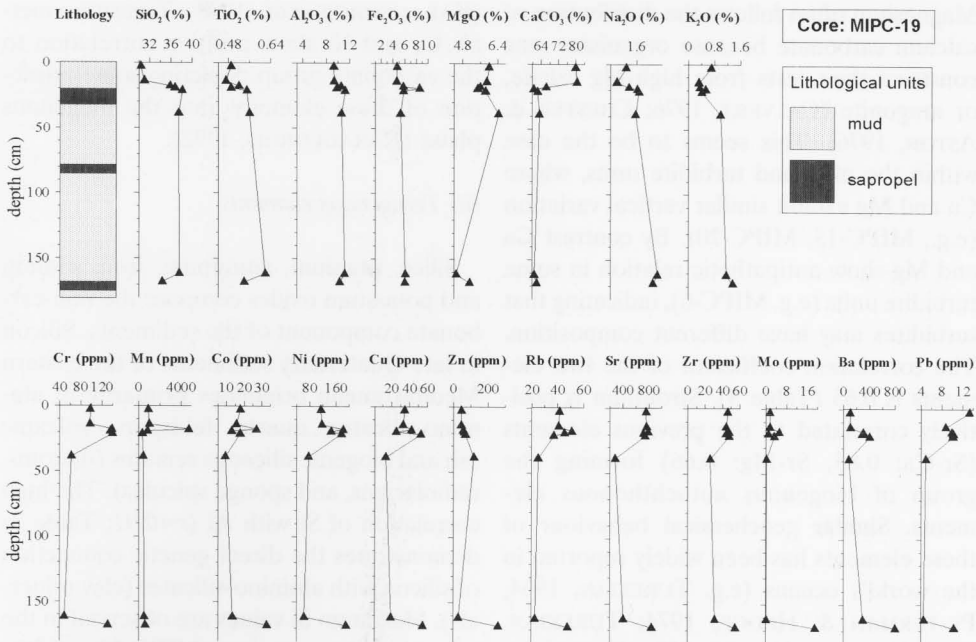 Lithology SiO₂ (%) TiO₂ (%) Al₂O₃ (%) Fe₂O₃ (%) MgO (%) CaCO₃ (%) Na₂O (%) K₂O (%)
32 36 40 0.48 0.64 4 8 12 2 4 6 8 10 4.8 6.4 64 72 80 0.8 1.6 0 0.8 1.6
Core: MIPC-19
Lithological units
mud
sapropel
0
50
100
150
depth (cm)
Cr (ppm) Mn (ppm) Co (ppm) Ni (ppm) Cu (ppm) Zn (ppm) Rb (ppm) Sr (ppm) Zr (ppm) Mo (ppm) Ba (ppm) Pb (ppm)
40 80 120 0 4000 10 20 30 80 160 20 40 60 0 200 20 40 60 400 800 0 20 40 60 0 8 16 0 400 800 8 12
0
50
100
150
depth (cm)